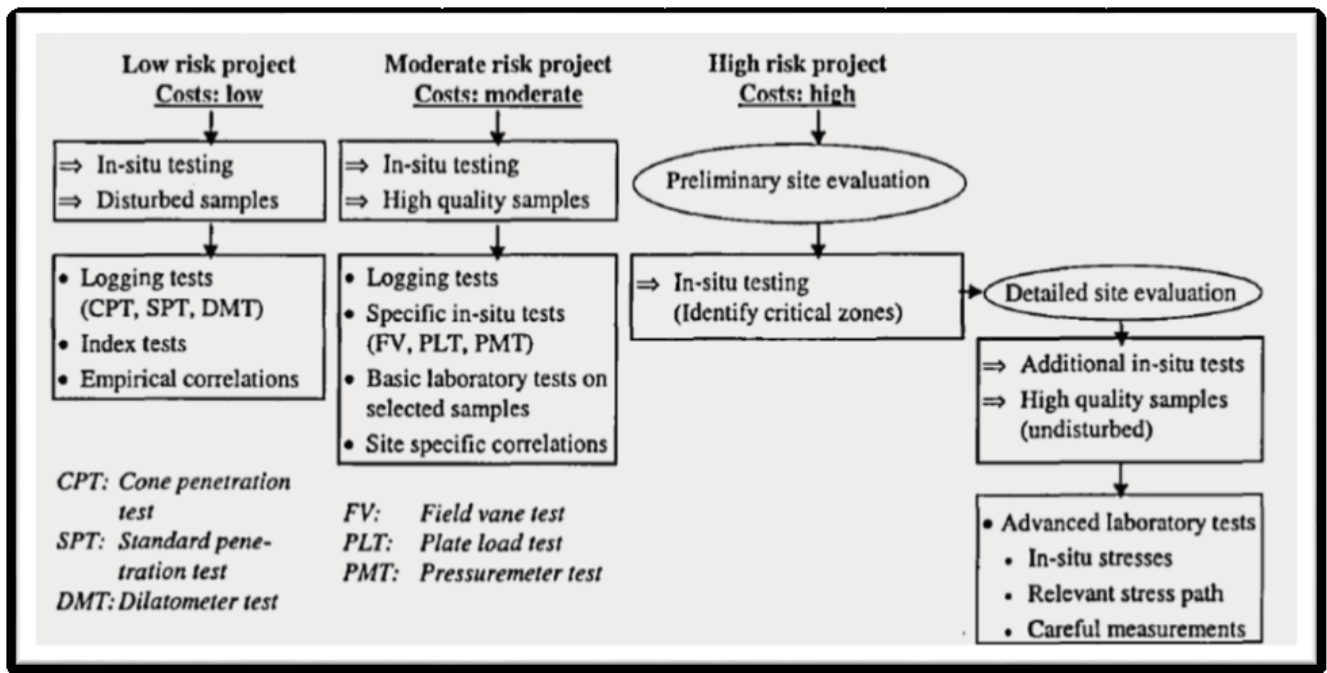 Low risk project
Costs: low
⇒ In-situ testing
⇒ Disturbed samples
• Logging tests
(CPT, SPT, DMT)
• Index tests
• Empirical correlations
CPT: Cone penetration
test
SPT: Standard pene-
tration test
DMT: Dilatometer test
Moderate risk project
Costs: moderate
⇒ In-situ testing
⇒ High quality samples
• Logging tests
• Specific in-situ tests
(FV, PLT, PMT)
• Basic laboratory tests on
selected samples
• Site specific correlations
FV: Field vane test
PLT: Plate load test
PMT: Pressuremeter test
High risk project
Costs: high
Preliminary site evaluation
⇒ In-situ testing
(Identify critical zones)
Detailed site evaluation
⇒ Additional in-situ tests
⇒ High quality samples
(undisturbed)
• Advanced laboratory tests
• In-situ stresses
• Relevant stress path
• Careful measurements